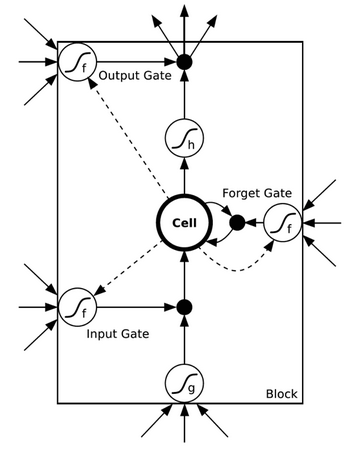 f
Output Gate
h
Forget Gate
Cell
f
f
Input Gate
g
Block